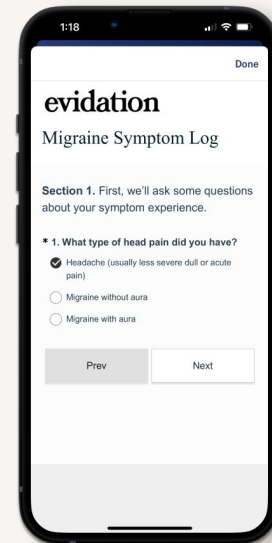 1:18
Done
evidation
Migraine Symptom Log
Section 1. First, we'll ask some questions
about your symptom experience.
* 1. What type of head pain did you have?
Headache (usually less severe dull or acute
pain)
Migraine without aura
Migraine with aura
Prev
Next